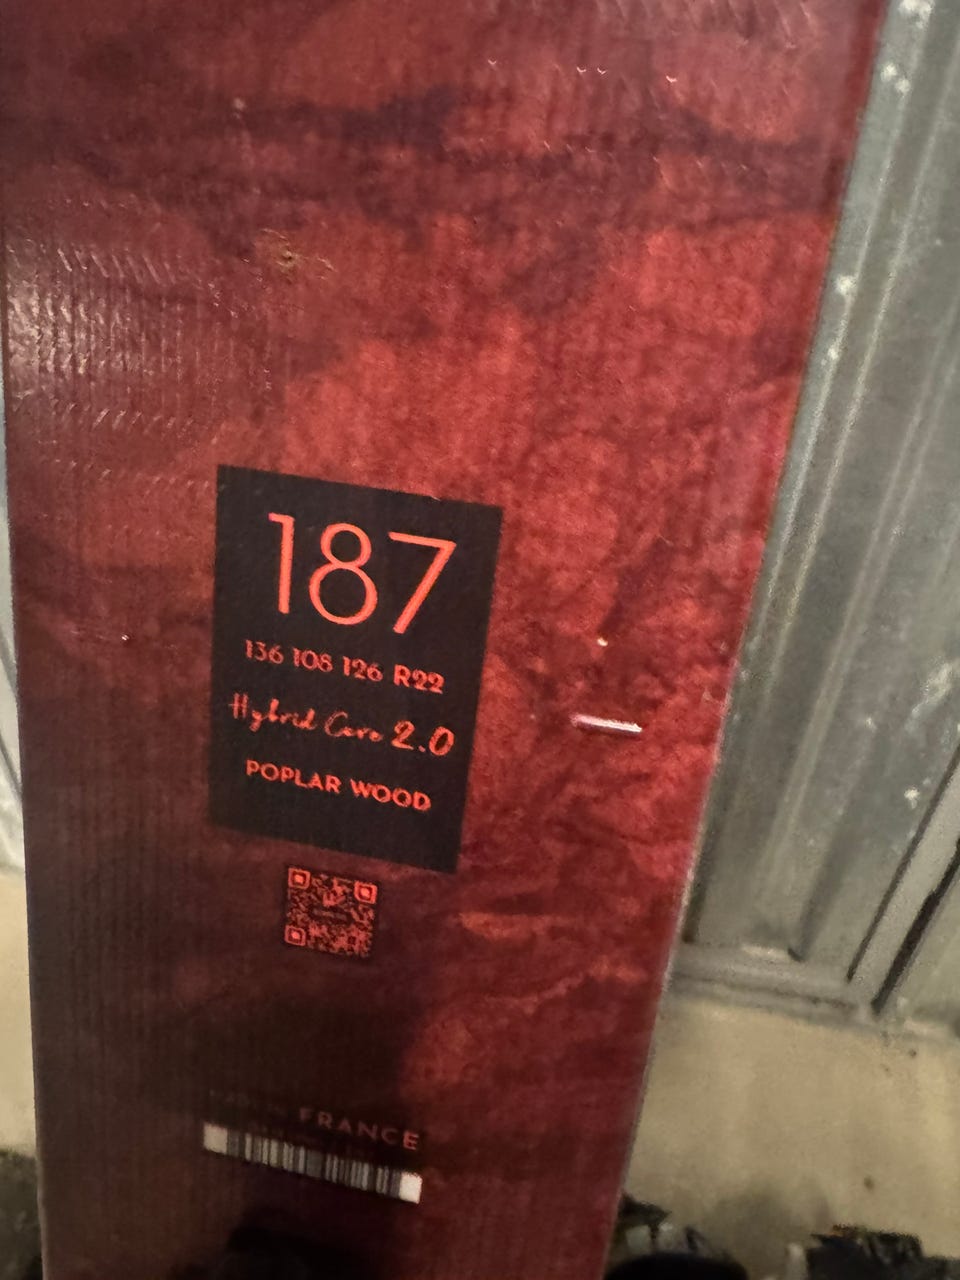 187
136 108 126 R22
Hybrid Core 2.0
POPLAR WOOD
FRANCE